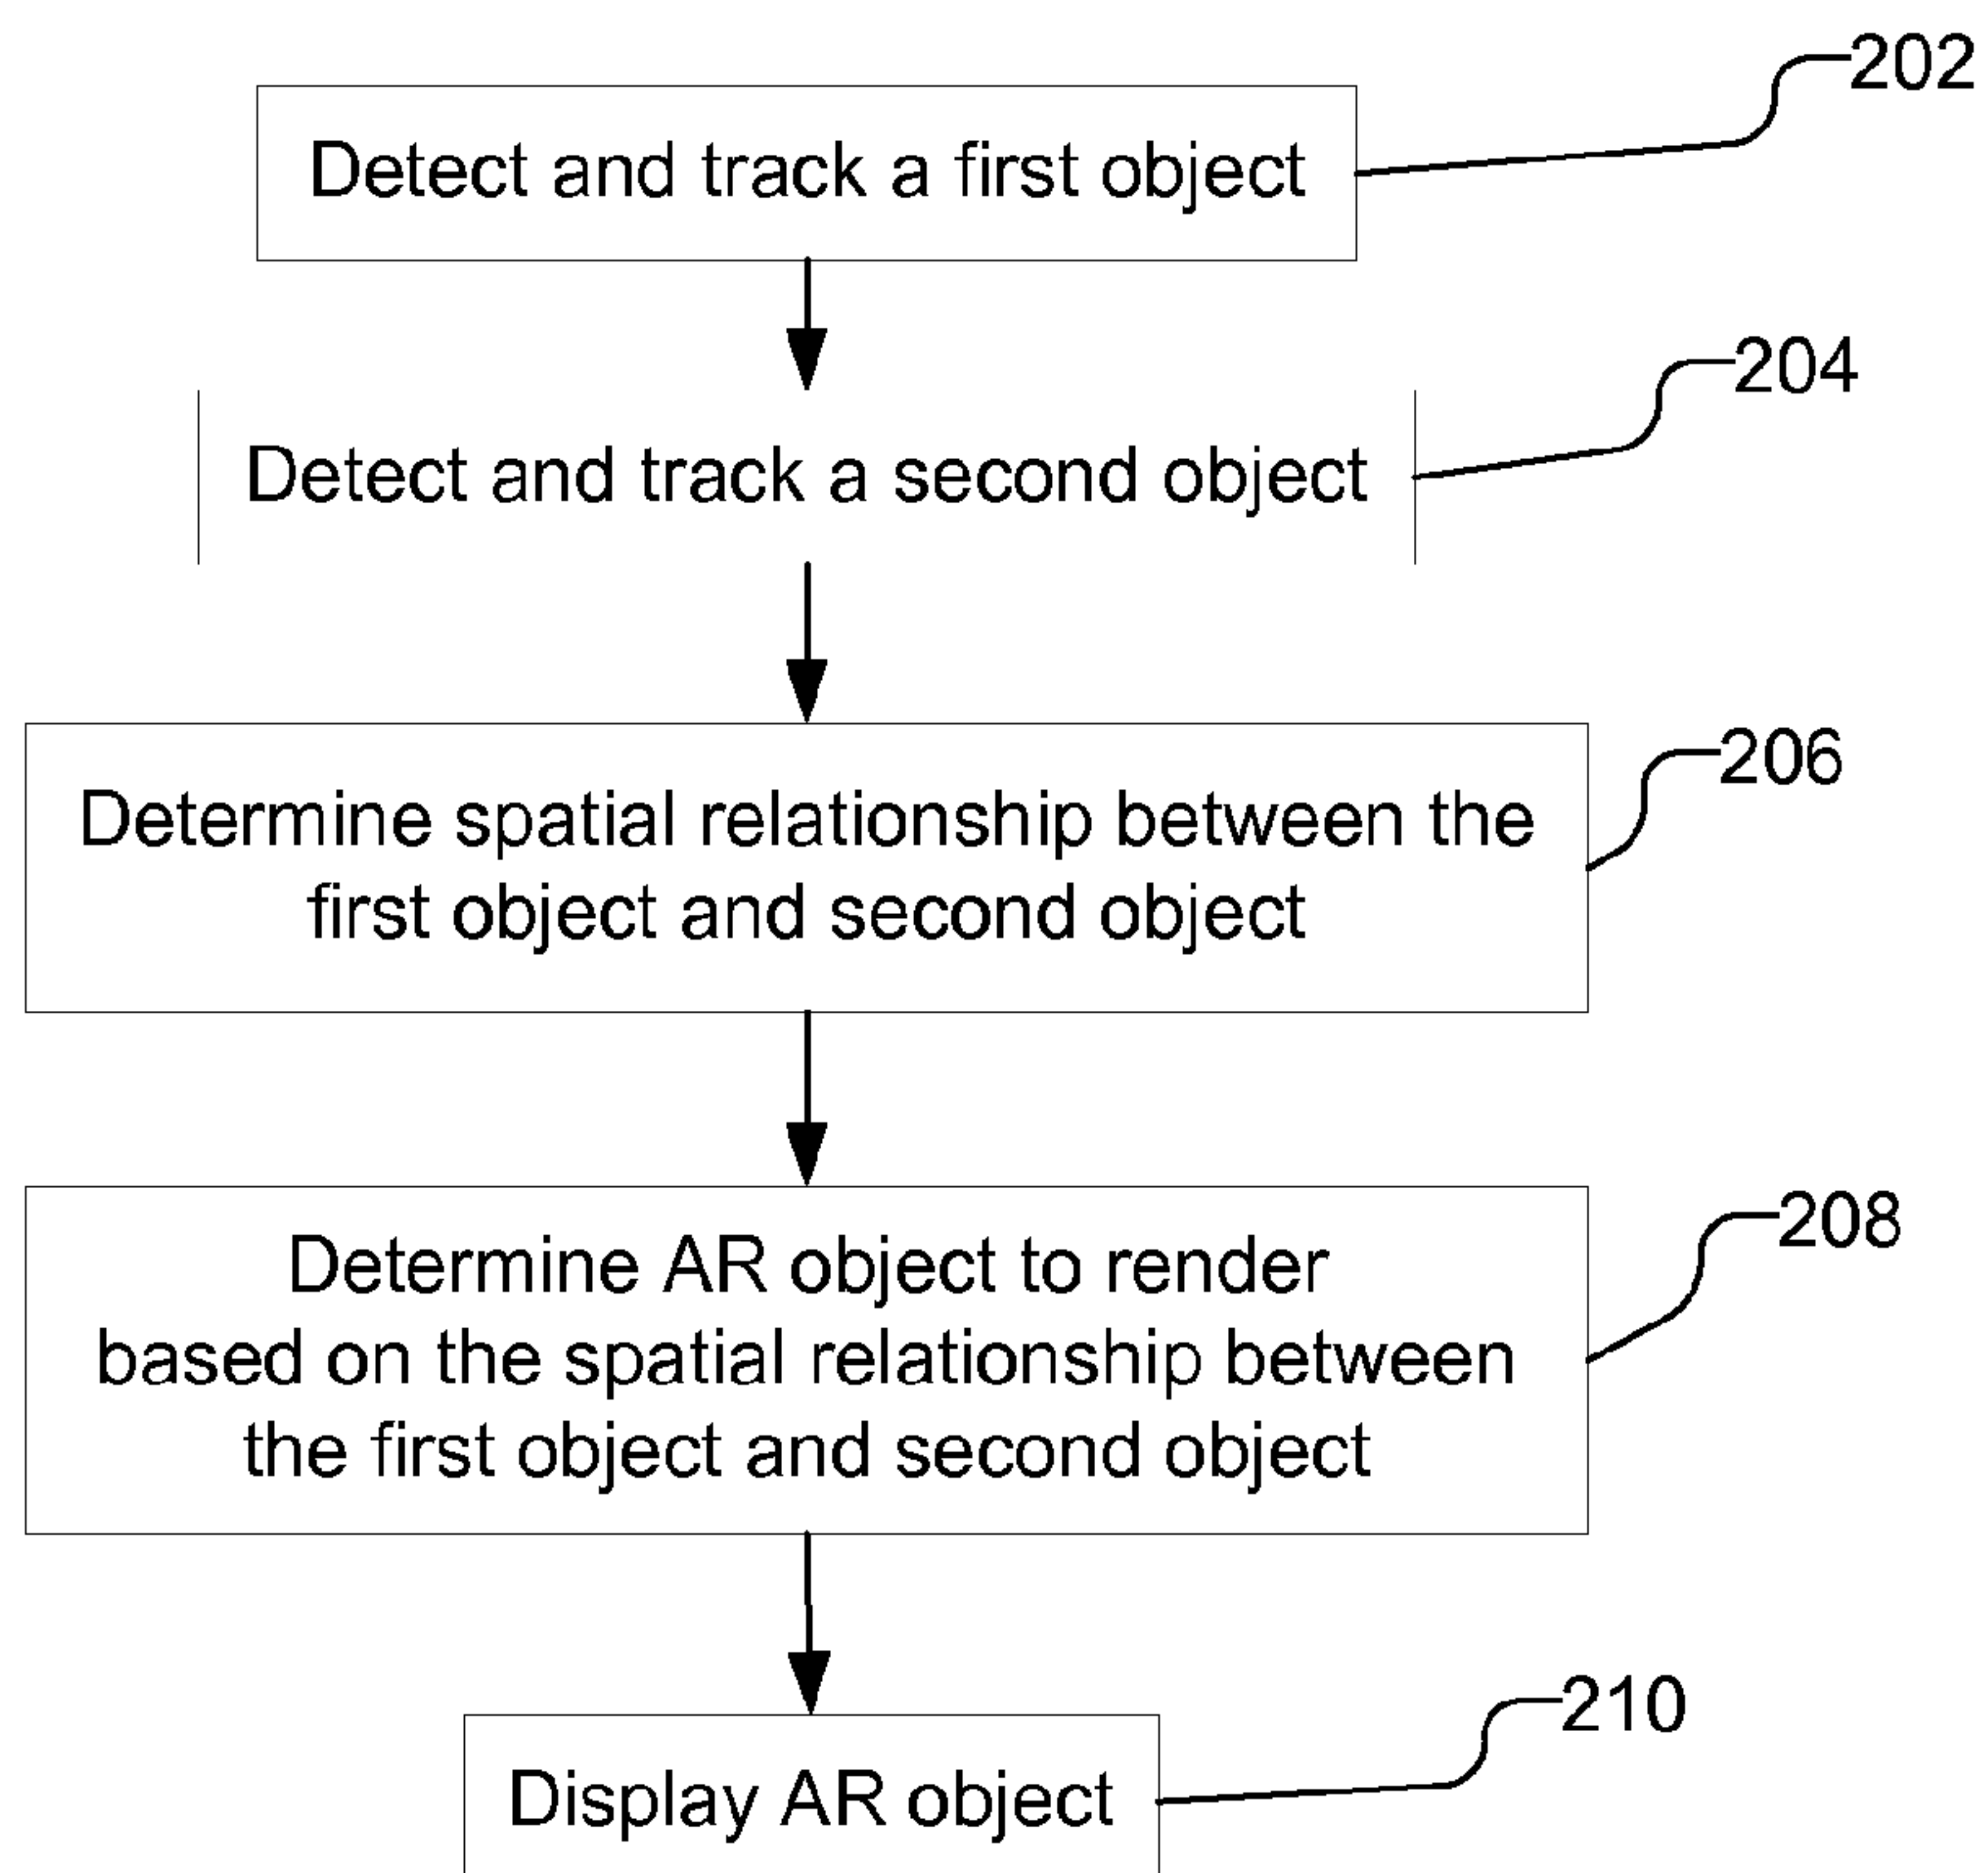 202
Detect and track a first object
204
Detect and track a second object
206
Determine spatial relationship between the
first object and second object
208
Determine AR object to render
based on the spatial relationship between
the first object and second object
210
Display AR object